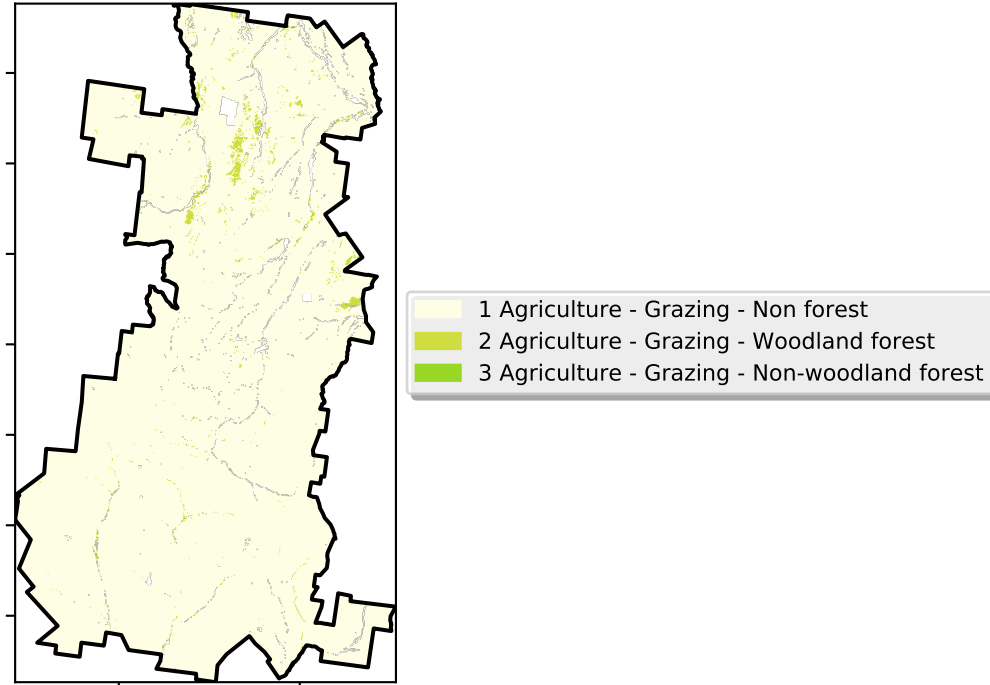 1 Agriculture - Grazing - Non forest
2 Agriculture - Grazing - Woodland forest
3 Agriculture - Grazing - Non-woodland forest